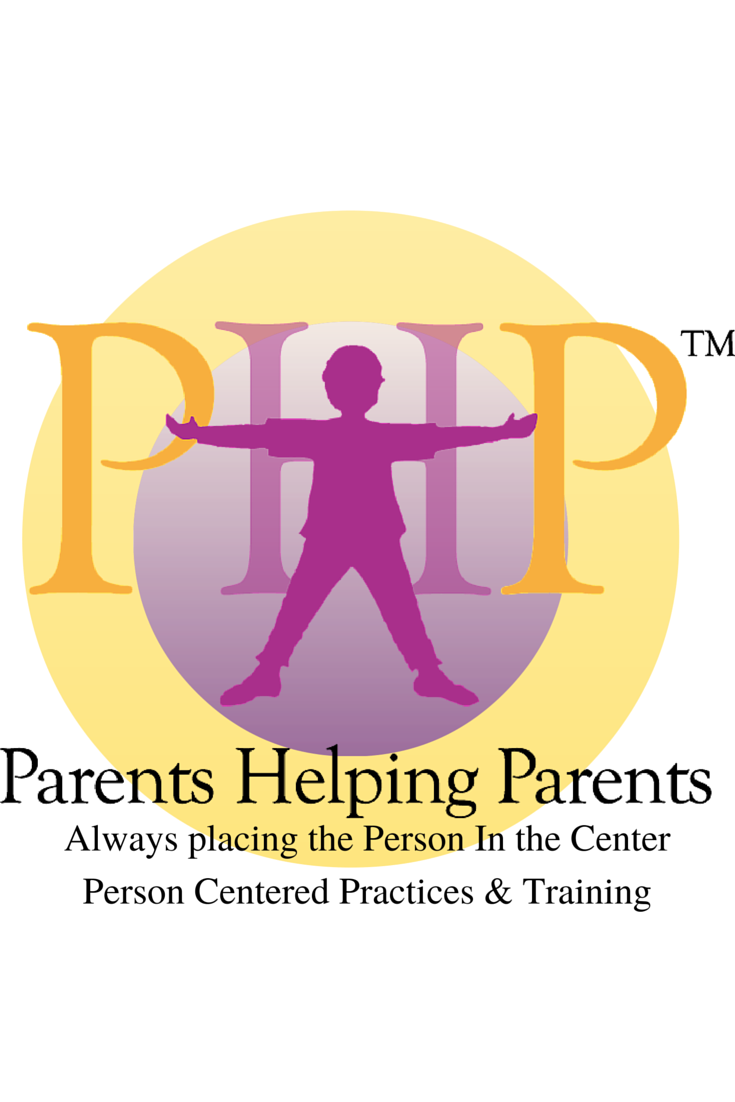 PHP™
Parents Helping Parents
Always placing the Person In the Center
Person Centered Practices & Training